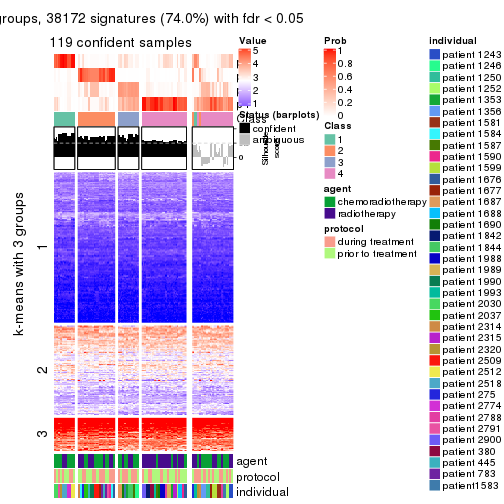 groups, 38172 signatures (74.0%) with fdr < 0.05
119 confident samples
Class
Silhouette
score
0
k-means with 3 groups
1
2
3
agent
protocol
individual
Value
5
4
3
2
1
Status (barplots)
confident
ambiguous
Prob
1
0.8
0.6
0.4
0.2
0
Class
1
2
3
4
agent
chemoradiotherapy
radiotherapy
protocol
during treatment
prior to treatment
individual
patient 1243
patient 1246
patient 1250
patient 1252
patient 1353
patient 1356
patient 1581
patient 1584
patient 1587
patient 1590
patient 1599
patient 1676
patient 1677
patient 1687
patient 1688
patient 1690
patient 1842
patient 1844
patient 1988
patient 1989
patient 1990
patient 1993
patient 2030
patient 2037
patient 2314
patient 2315
patient 2320
patient 2509
patient 2512
patient 2518
patient 275
patient 2774
patient 2788
patient 2791
patient 2900
patient 380
patient 445
patient 783
patient1583